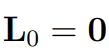 L₀ = 0